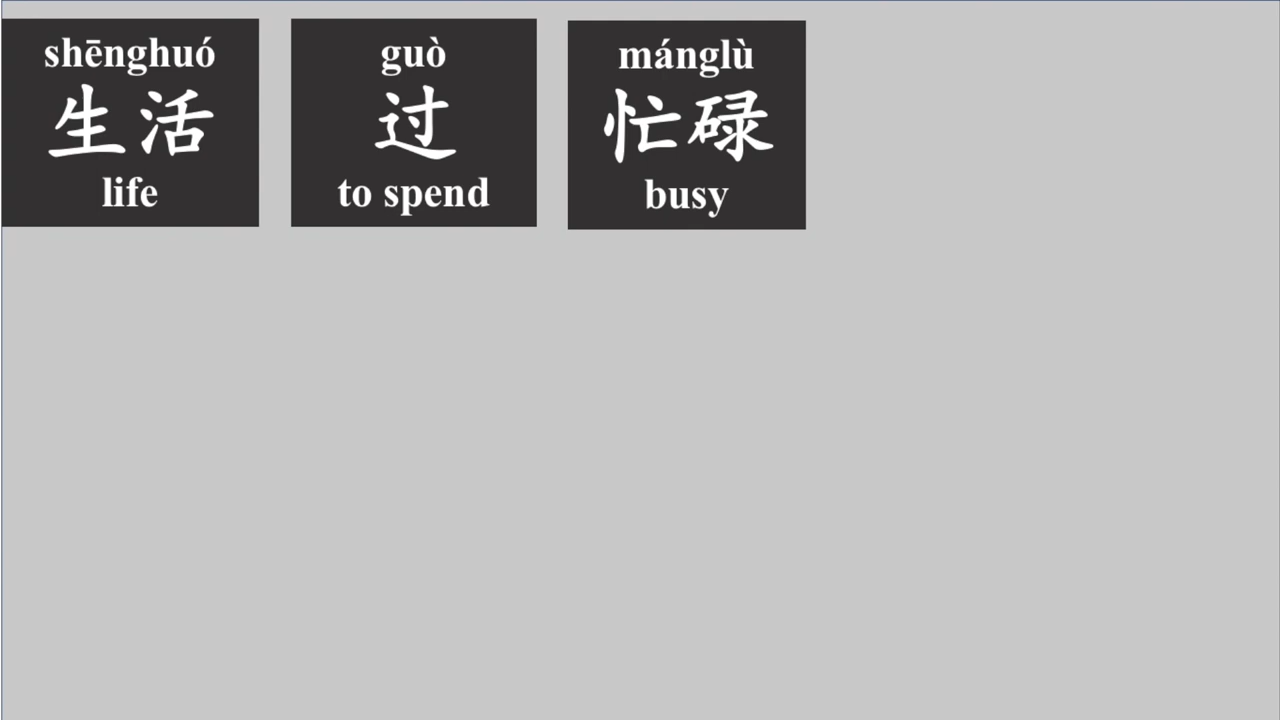 shēnghuó
生活
life
guò
过
to spend
mánglù
忙碌
busy